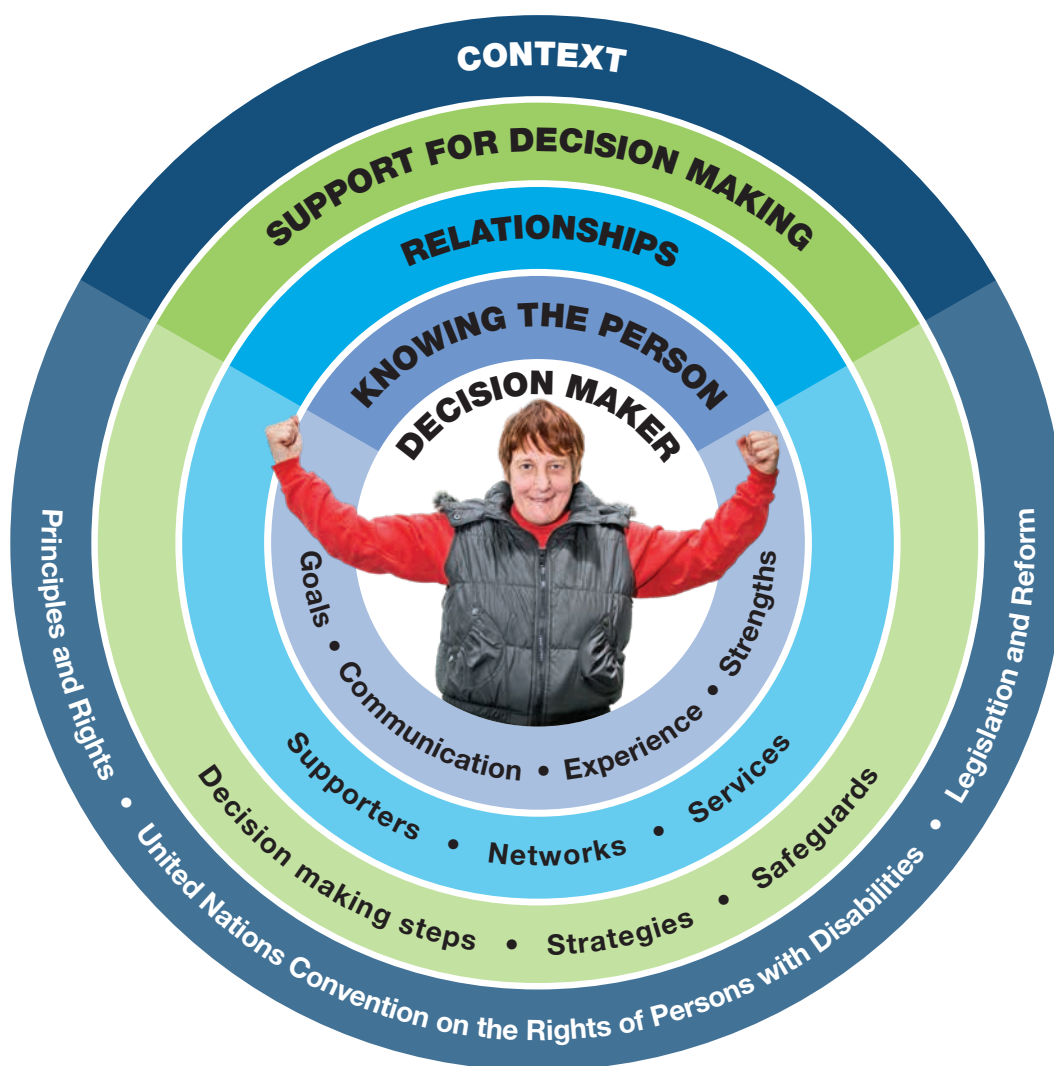 CONTEXT
SUPPORT FOR DECISION MAKING
RELATIONSHIPS
KNOWING THE PERSON
DECISION MAKER
Goals • Communication • Experience • Strengths
Supporters • Networks • Services
Decision making steps • Strategies • Safeguards
Principles and Rights • United Nations Convention on the Rights of Persons with Disabilities • Legislation and Reform